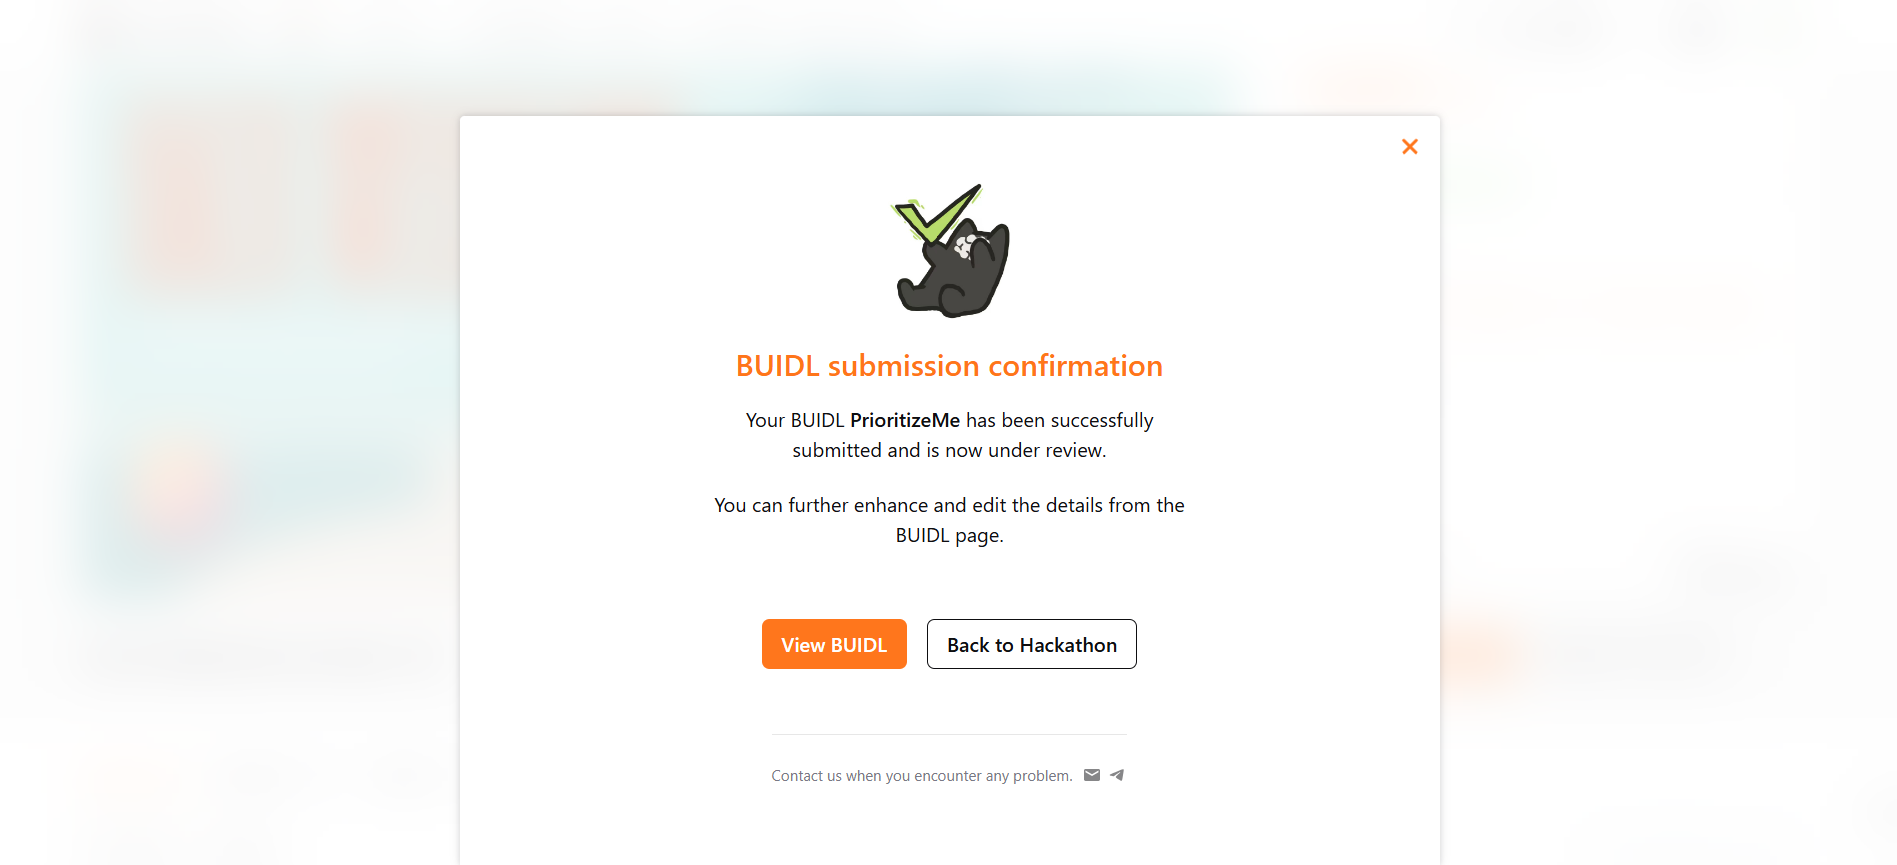 BUIDL submission confirmation
Your BUIDL PrioritizeMe has been successfully
submitted and is now under review.
You can further enhance and edit the details from the
BUIDL page.
View BUIDL
Back to Hackathon
Contact us when you encounter any problem.